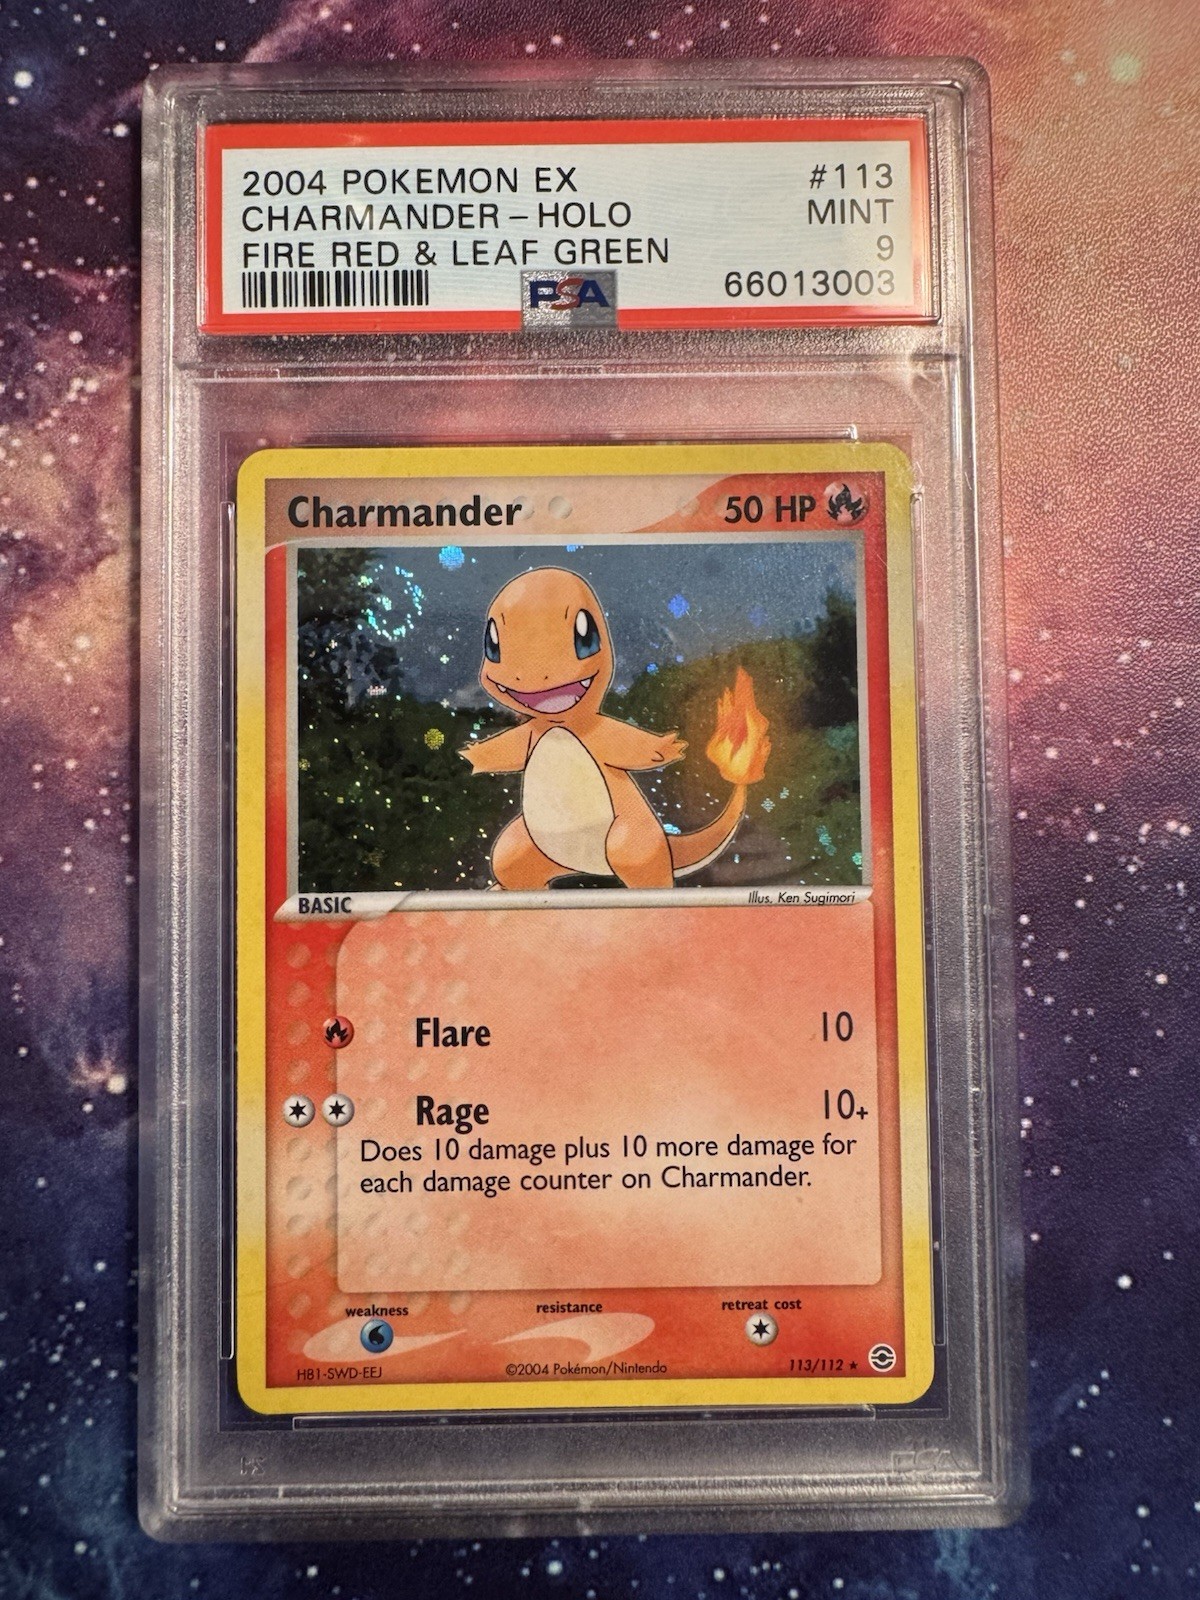 2004 POKEMON EX #113
CHARMANDER – HOLO MINT
FIRE RED & LEAF GREEN 9
PSA 66013003
Charmander 50 HP
BASIC Illus. Ken Sugimori
Flare 10
Rage 10+
Does 10 damage plus 10 more damage for
each damage counter on Charmander.
weakness resistance retreat cost
HB1-SWD-EEJ ©2004 Pokémon/Nintendo 113/112 ★
PSA